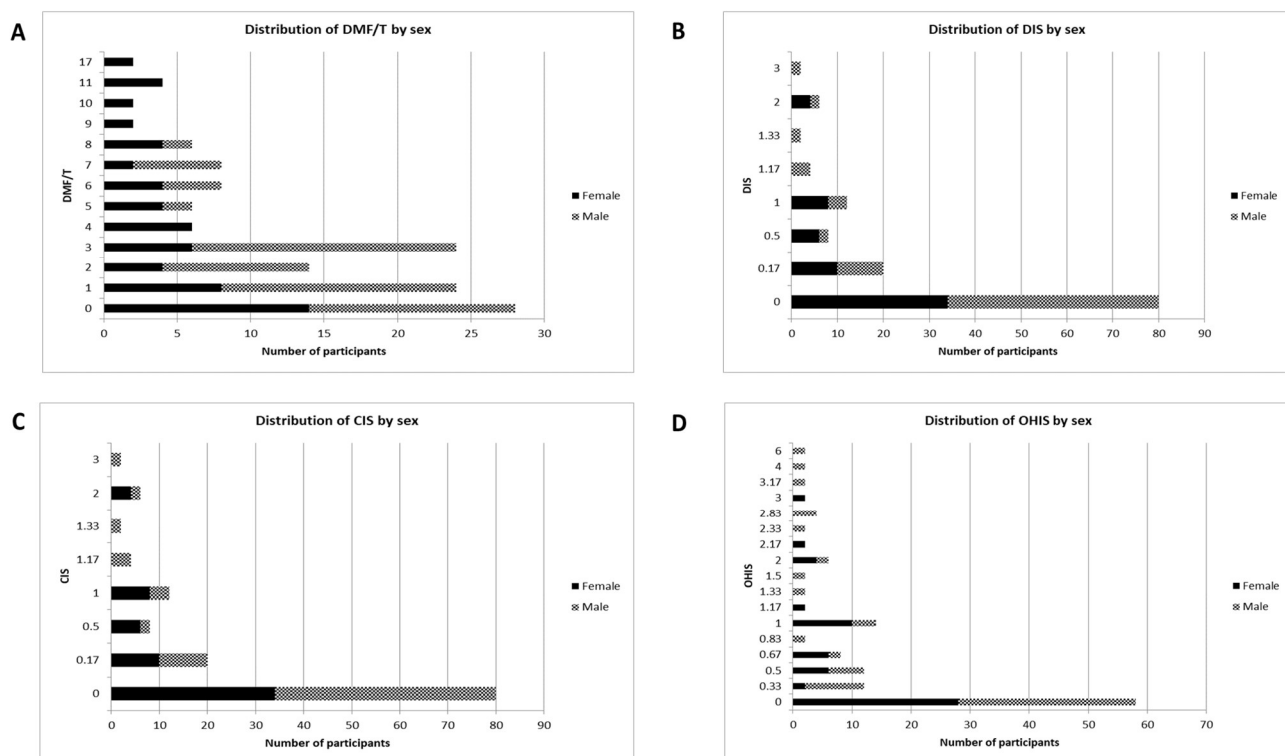 A
Distribution of DMF/T by sex
17
11
10
9
8
7
6
5
4
3
2
1
0
DMF/T
0 5 10 15 20 25 30
Number of participants
Female
Male
B
Distribution of DIS by sex
3
2
1.33
1.17
1
0.5
0.17
0
DIS
0 10 20 30 40 50 60 70 80 90
Number of participants
Female
Male
C
Distribution of CIS by sex
3
2
1.33
1.17
1
0.5
0.17
0
CIS
0 10 20 30 40 50 60 70 80 90
Number of participants
Female
Male
D
Distribution of OHIS by sex
6
4
3.17
3
2.83
2.33
2.17
2
1.5
1.33
1.17
1
0.83
0.67
0.5
0.33
0
OHIS
0 10 20 30 40 50 60 70
Number of participants
Female
Male